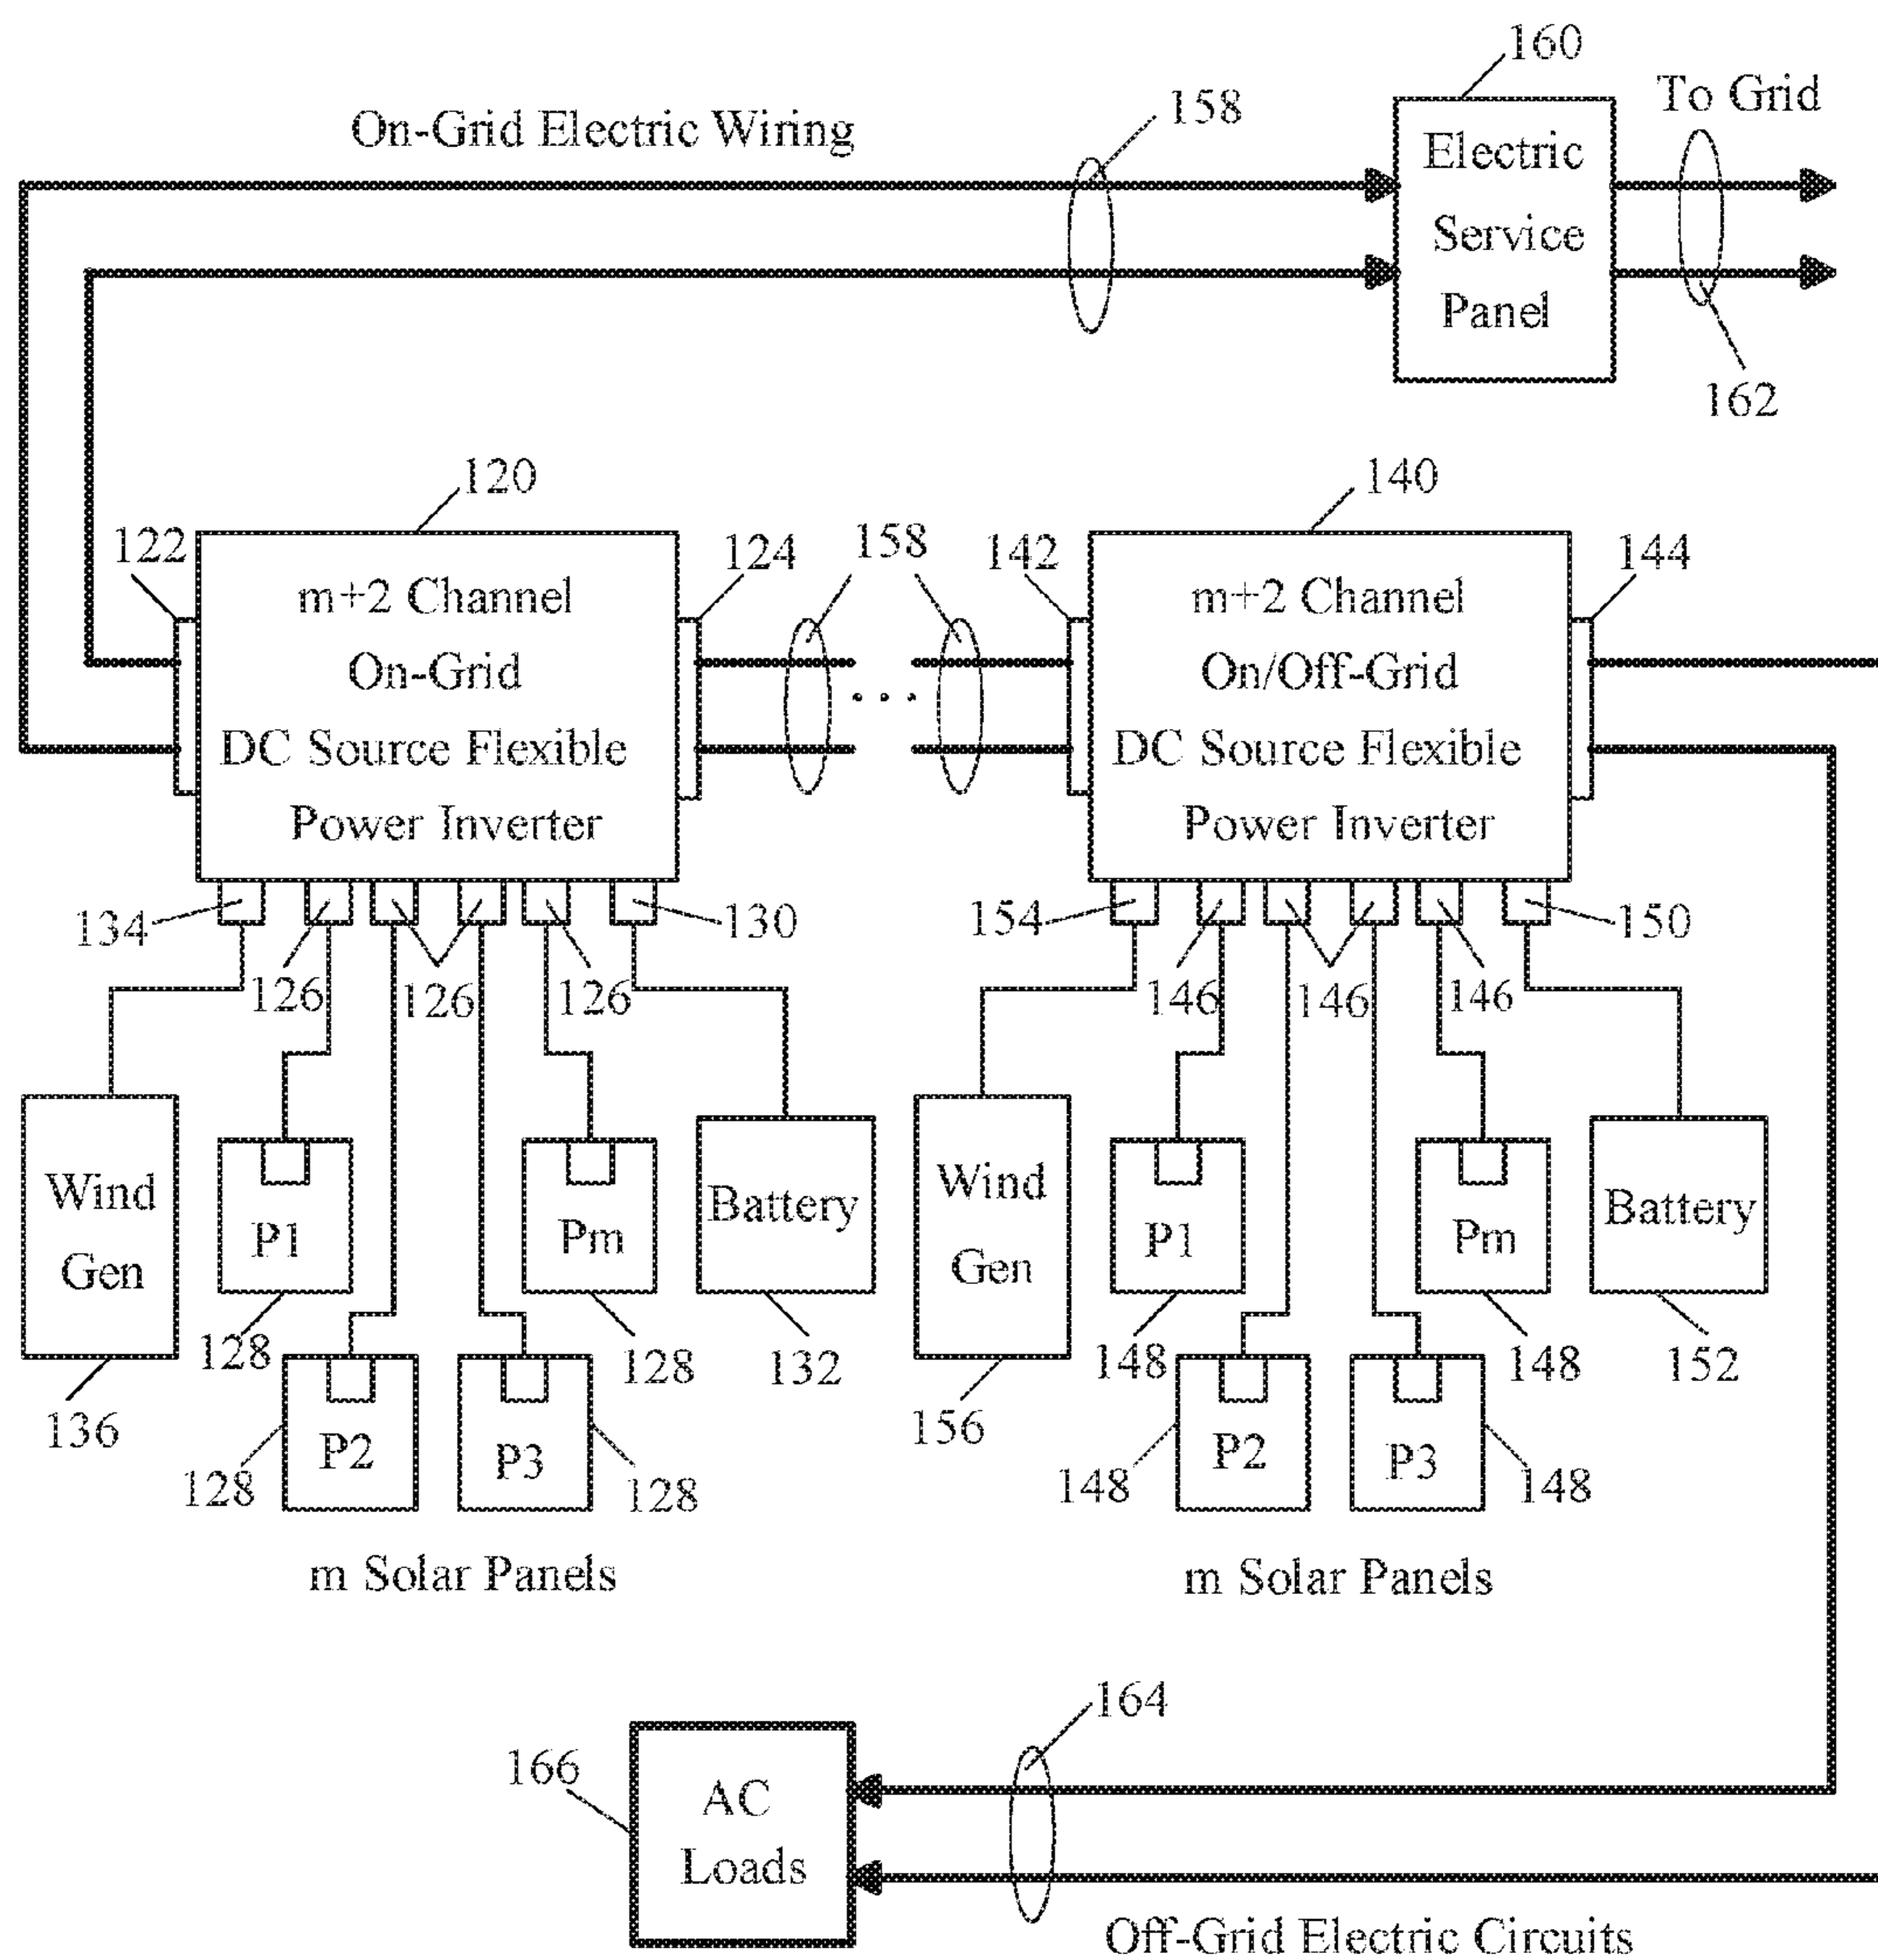 160
To Grid
On-Grid Electric Wiring
158
Electric
Service
Panel
162
120
140
122
124
158
142
144
m+2 Channel
On-Grid
DC Source Flexible
Power Inverter
m+2 Channel
On/Off-Grid
DC Source Flexible
Power Inverter
134
126
126
126
130
154
146
146
146
150
Wind
Gen
P1
Pm
Battery
Wind
Gen
P1
Pm
Battery
128
128
132
148
148
152
136
156
P2
P3
P2
P3
128
128
148
148
m Solar Panels
m Solar Panels
164
166
AC
Loads
Off-Grid Electric Circuits